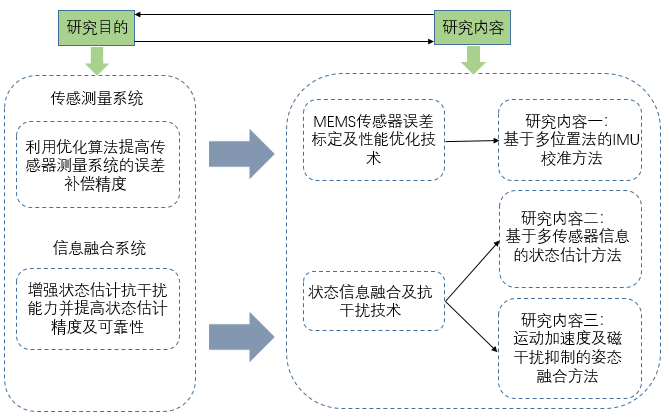 研究目的
研究内容
传感测量系统
利用优化算法提高传
感器测量系统的误差
补偿精度
信息融合系统
增强状态估计抗干扰
能力并提高状态估计
精度及可靠性
MEMS传感器误差
标定及性能优化技
术
研究内容一：
基于多位置法的IMU
校准方法
研究内容二：
基于多传感器信息
的状态估计方法
状态信息融合及抗
干扰技术
研究内容三：
运动加速度及磁
干扰抑制的姿态
融合方法